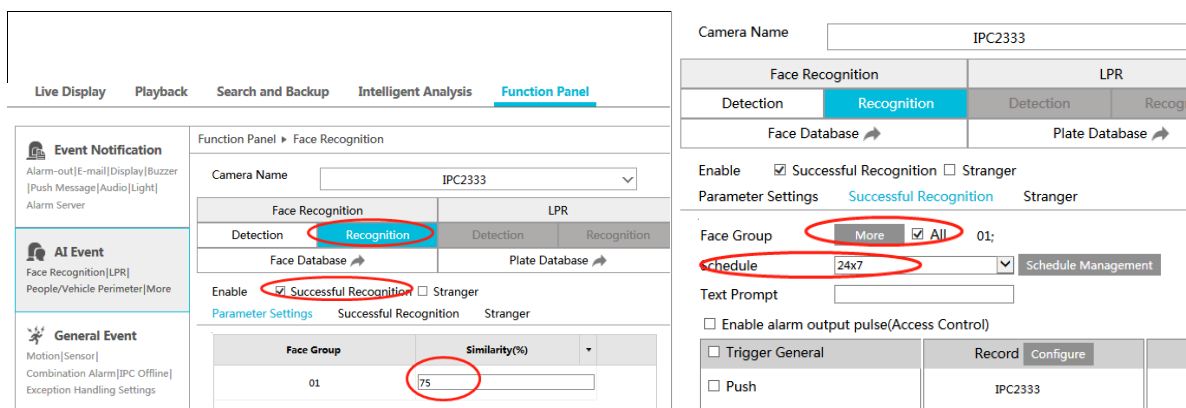 Live Display Playback Search and Backup Intelligent Analysis Function Panel
Event Notification
Alarm-out|E-mail|Display|Buzzer
|Push Message|Audio|Light|
Alarm Server
AI Event
Face Recognition|LPR|
People/Vehicle Perimeter|More
General Event
Motion|Sensor|
Combination Alarm|IPC Offline|
Exception Handling Settings
Function Panel ▸ Face Recognition
Camera Name IPC2333
Face Recognition LPR
Detection Recognition Detection Recognition
Face Database Plate Database
Enable Successful Recognition Stranger
Parameter Settings Successful Recognition Stranger
Face Group Similarity(%)
01 75
Camera Name IPC2333
Face Recognition LPR
Detection Recognition Detection Recog
Face Database Plate Database
Enable Successful Recognition Stranger
Parameter Settings Successful Recognition Stranger
Face Group More All 01;
Schedule 24x7 Schedule Management
Text Prompt
Enable alarm output pulse(Access Control)
Trigger General Record Configure
Push IPC2333